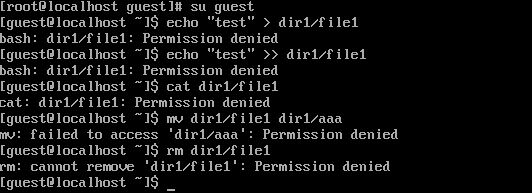 [root@localhost guest]# su guest
[guest@localhost ~]$ echo "test" > dir1/file1
bash: dir1/file1: Permission denied
[guest@localhost ~]$ echo "test" >> dir1/file1
bash: dir1/file1: Permission denied
[guest@localhost ~]$ cat dir1/file1
cat: dir1/file1: Permission denied
[guest@localhost ~]$ mv dir1/file1 dir1/aaa
mv: failed to access 'dir1/aaa': Permission denied
[guest@localhost ~]$ rm dir1/file1
rm: cannot remove 'dir1/file1': Permission denied
[guest@localhost ~]$ _